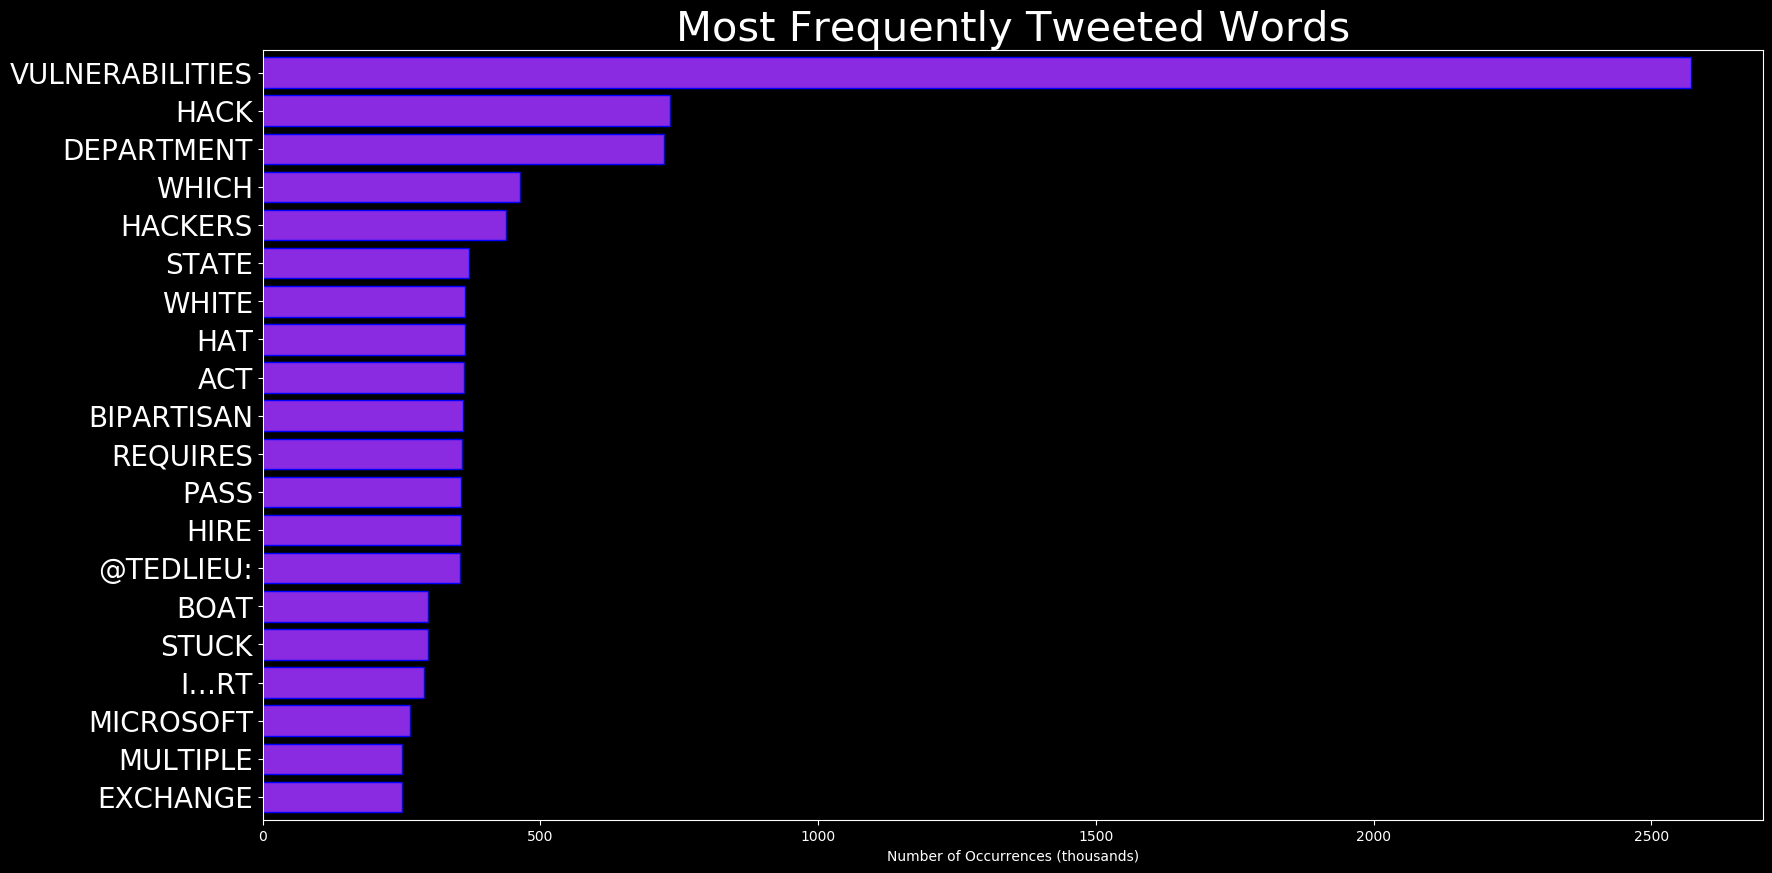 Most Frequently Tweeted Words
VULNERABILITIES
HACK
DEPARTMENT
WHICH
HACKERS
STATE
WHITE
HAT
ACT
BIPARTISAN
REQUIRES
PASS
HIRE
@TEDLIEU:
BOAT
STUCK
I...RT
MICROSOFT
MULTIPLE
EXCHANGE
0 500 1000 1500 2000 2500
Number of Occurrences (thousands)